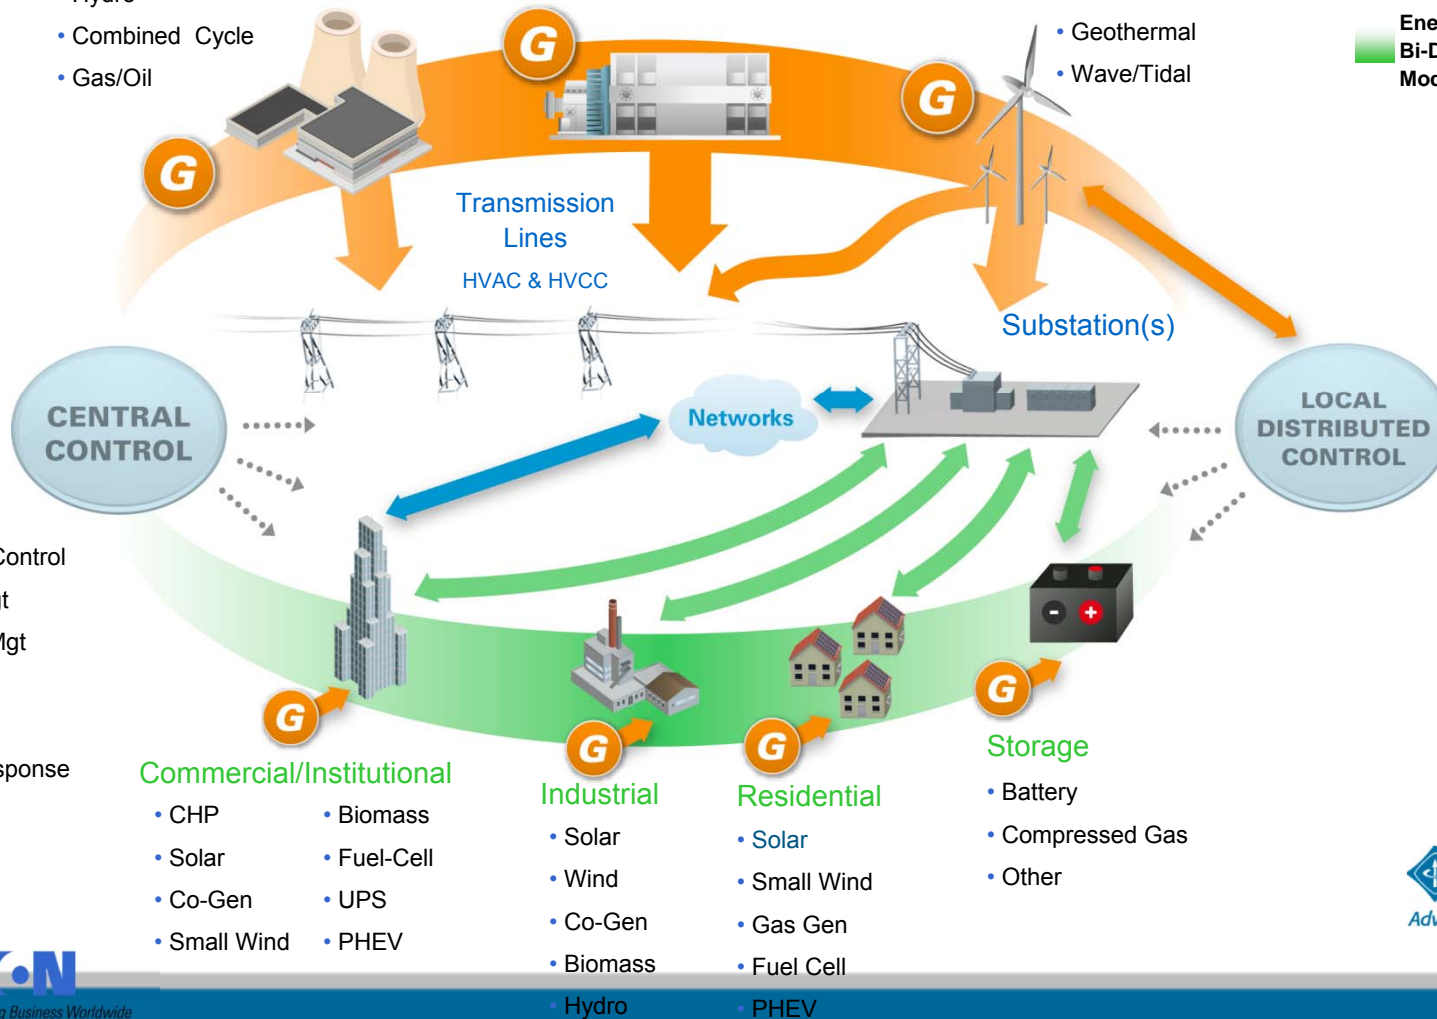 • Combined Cycle
• Gas/Oil
• Geothermal
• Wave/Tidal
G
G
G
Transmission
Lines
HVAC & HVCC
Substation(s)
CENTRAL
CONTROL
Networks
LOCAL
DISTRIBUTED
CONTROL
Control
- +
G
G
G
G
Commercial/Institutional
• CHP
• Solar
• Co-Gen
• Small Wind
• Biomass
• Fuel-Cell
• UPS
• PHEV
Industrial
• Solar
• Wind
• Co-Gen
• Biomass
• Hydro
Residential
• Solar
• Small Wind
• Gas Gen
• Fuel Cell
• PHEV
Storage
• Battery
• Compressed Gas
• Other
Business Worldwide